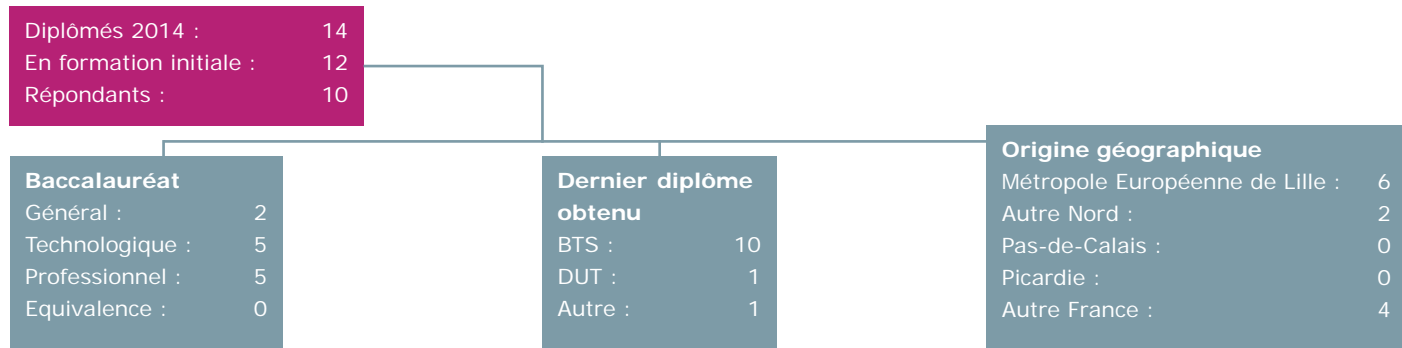 Diplômés 2014 : 14
En formation initiale : 12
Répondants : 10
Baccalauréat
Général : 2
Technologique : 5
Professionnel : 5
Equivalence : 0
Dernier diplôme
obtenu
BTS : 10
DUT : 1
Autre : 1
Origine géographique
Métropole Européenne de Lille : 6
Autre Nord : 2
Pas-de-Calais : 0
Picardie : 0
Autre France : 4